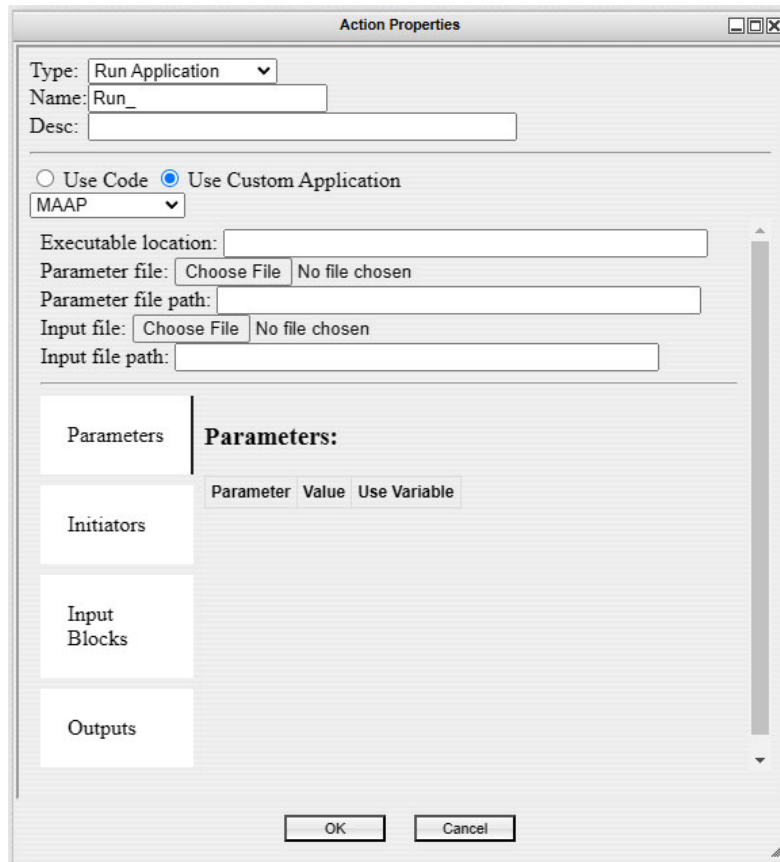 Action Properties
Type: Run Application
Name: Run_
Desc:
Use Code Use Custom Application
MAAP
Executable location:
Parameter file: Choose File No file chosen
Parameter file path:
Input file: Choose File No file chosen
Input file path:
Parameters
Parameters:
Parameter Value Use Variable
Initiators
Input
Blocks
Outputs
OK Cancel